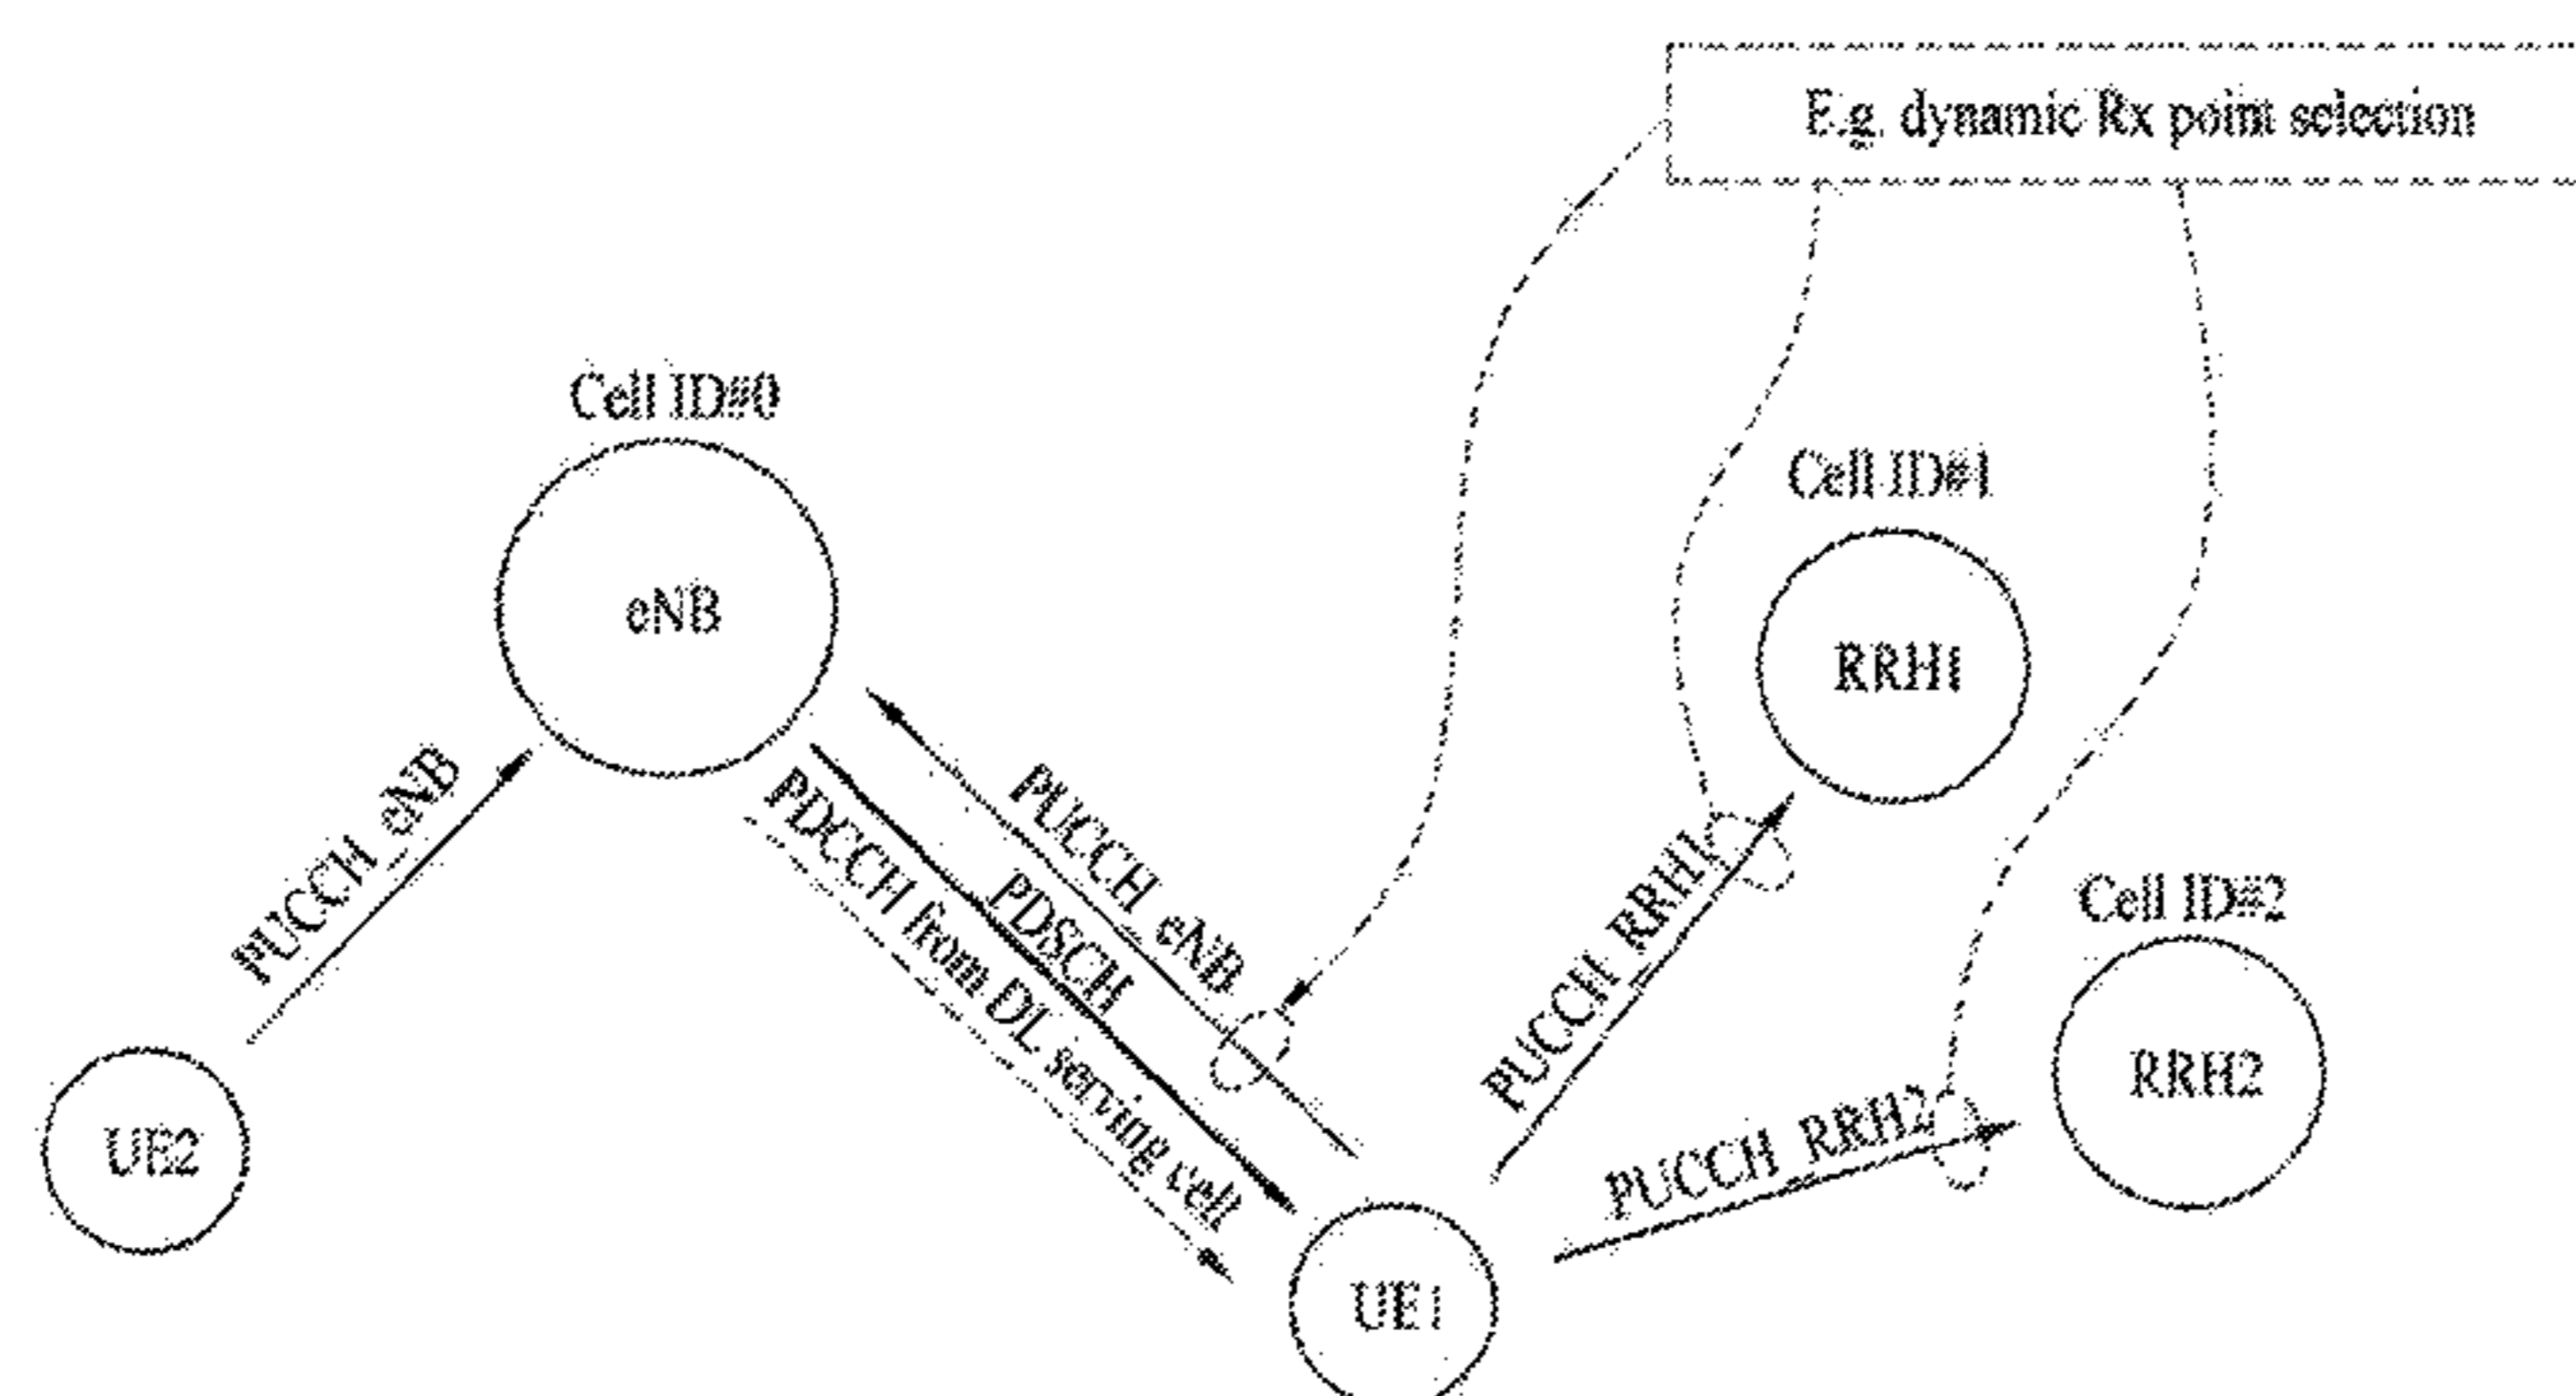 E.g. dynamic Rx point selection
Cell ID#0
eNB
Cell ID#1
RRH1
PUCCH_eNB
PUCCH_eNB
PDSCH
PDCCH from DL serving cell
PUCCH_RRH1
Cell ID#2
RRH2
PUCCH_RRH2
UE2
UE1